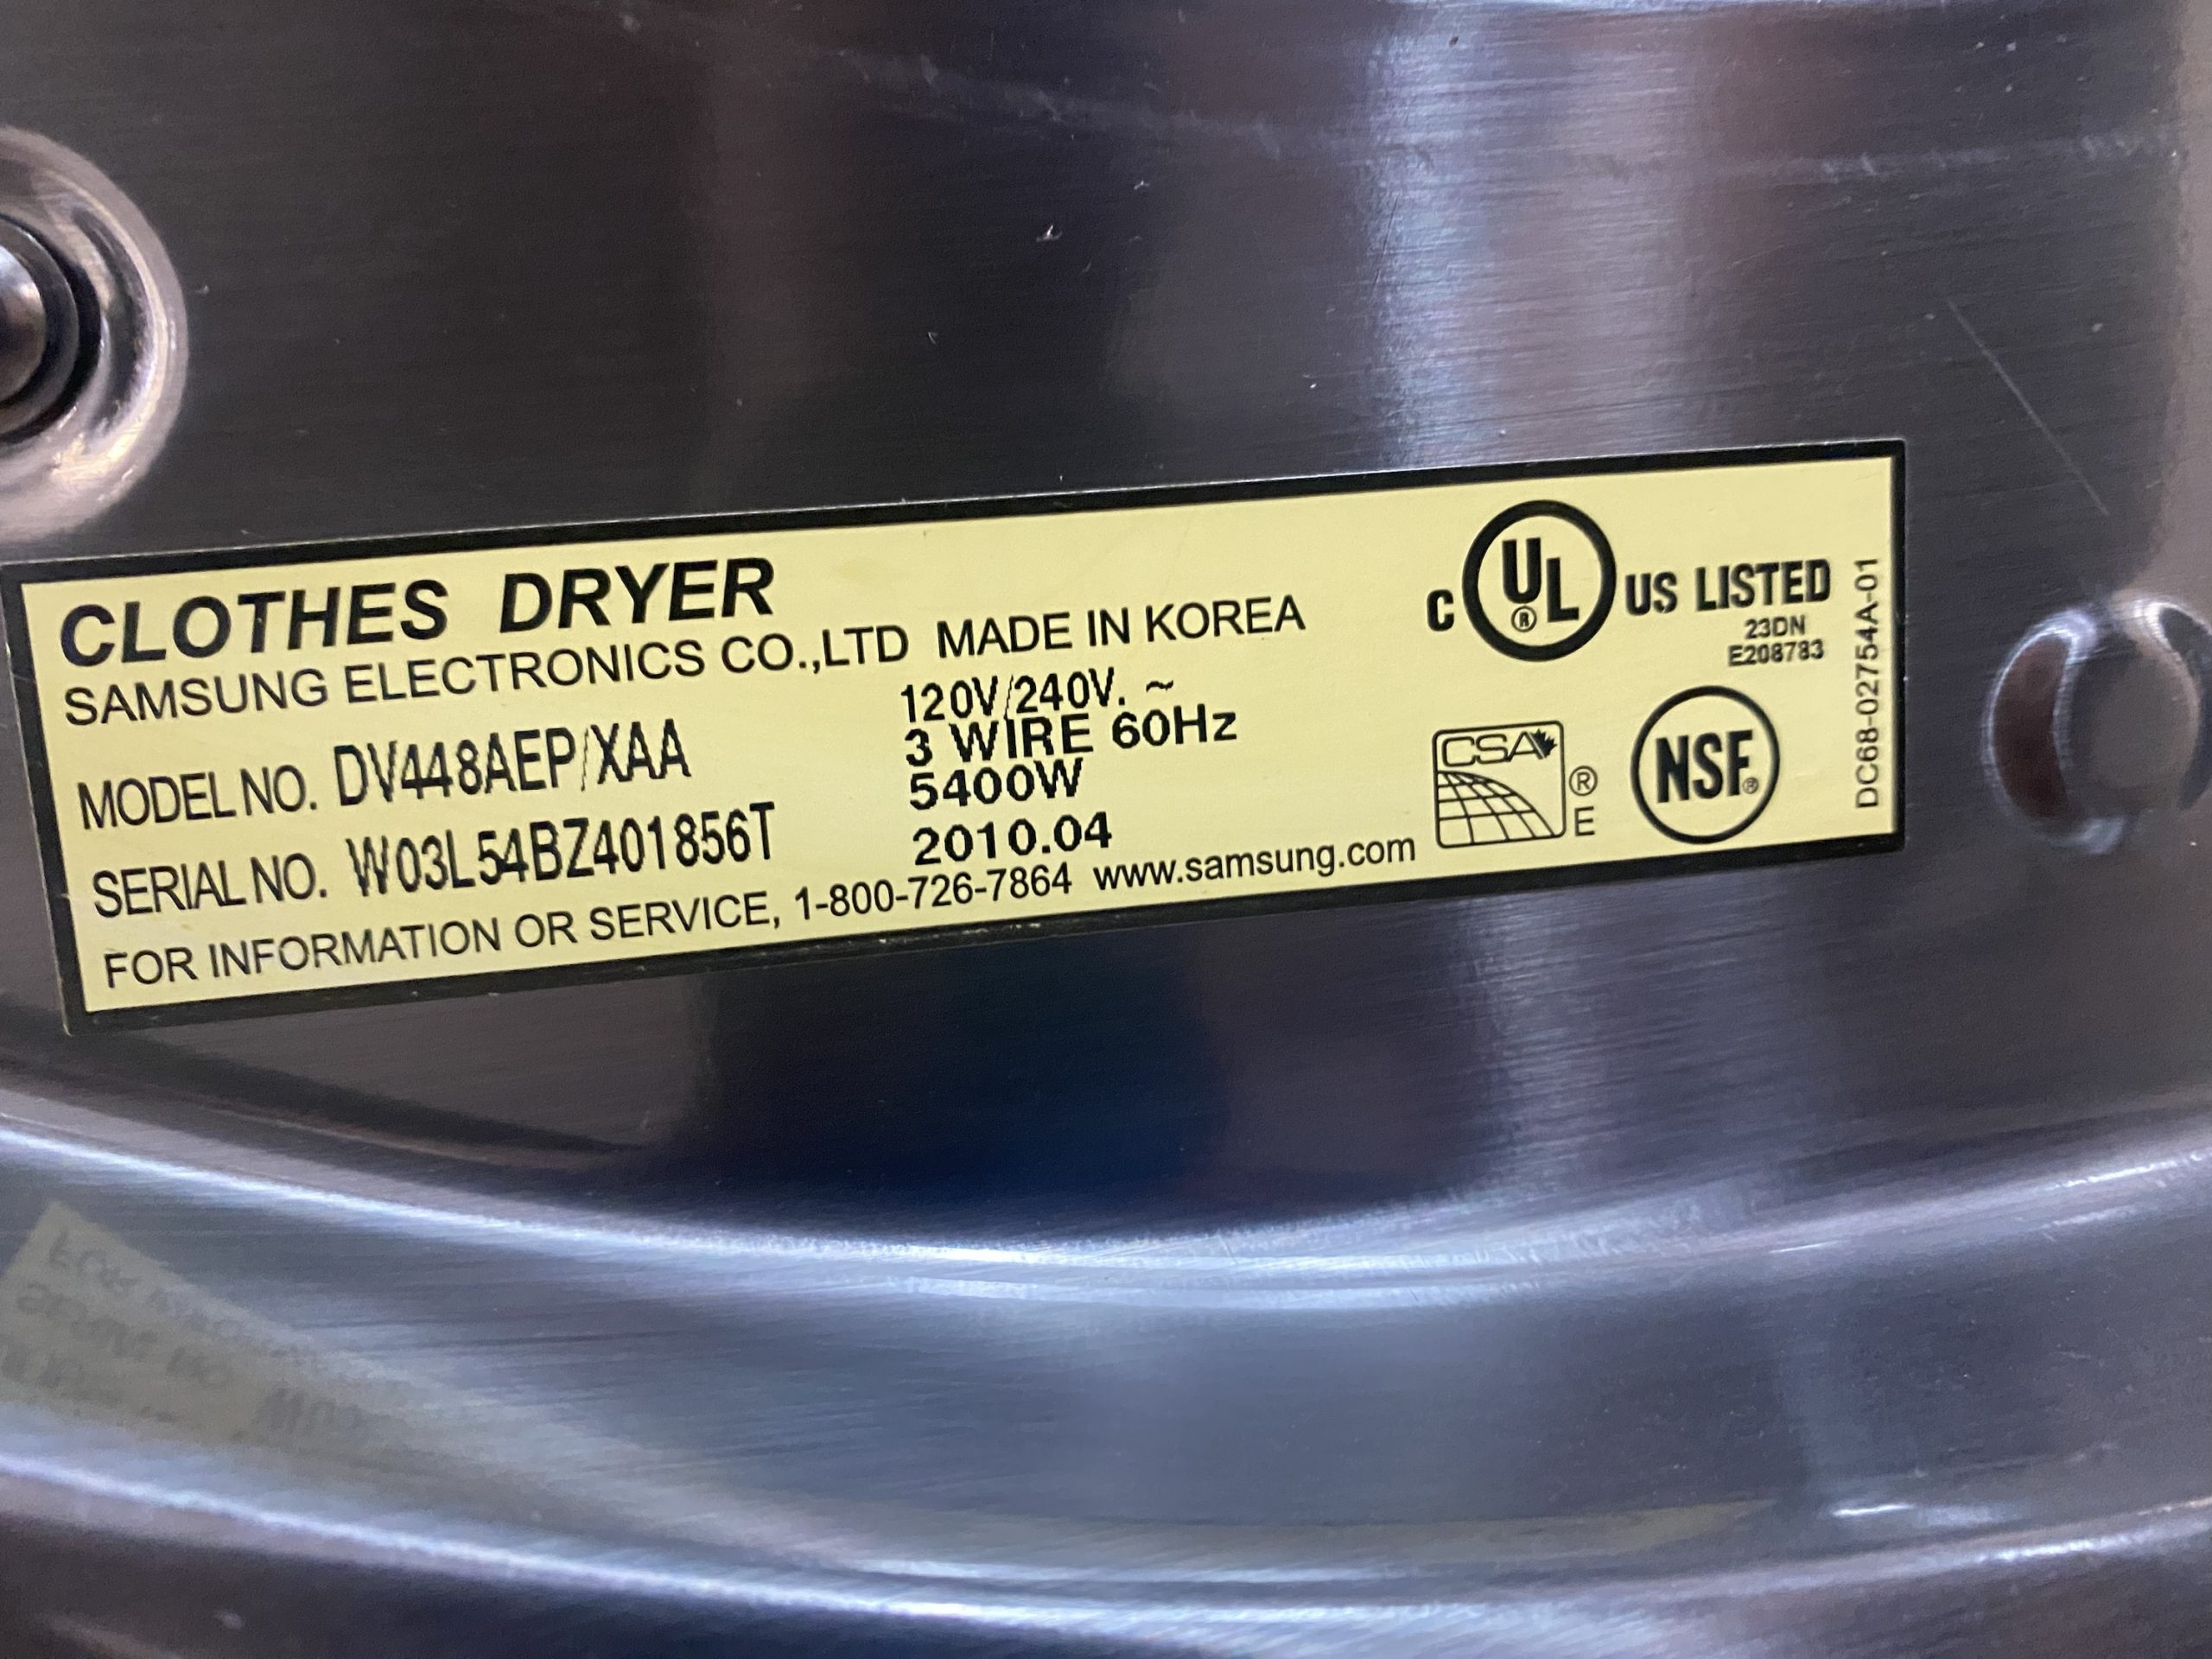 CLOTHES DRYER
SAMSUNG ELECTRONICS CO.,LTD MADE IN KOREA
MODEL NO. DV448AEP/XAA
SERIAL NO. W03L54BZ401856T
120V/240V. ~
3 WIRE 60Hz
5400W
2010.04
FOR INFORMATION OR SERVICE, 1-800-726-7864 www.samsung.com
C UL ® US LISTED
23DN
E208783
CSA ®
E
NSF®
DC68-02754A-01